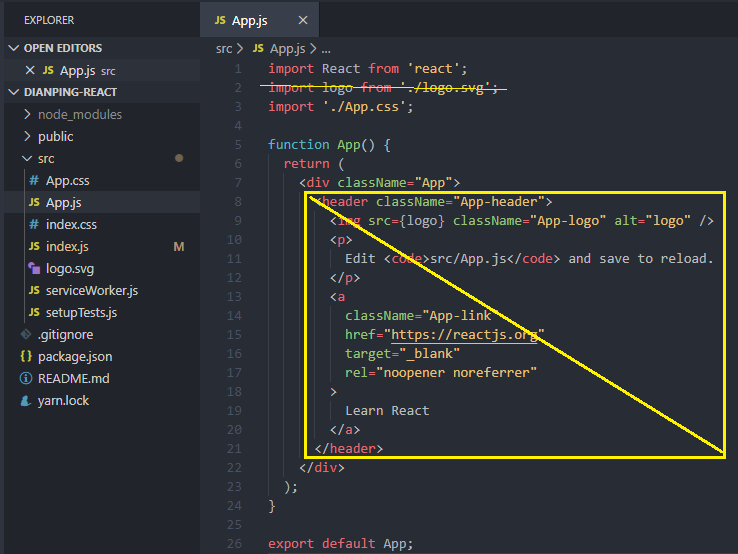 EXPLORER
OPEN EDITORS
App.js src
DIANPING-REACT
node_modules
public
src
# App.css
JS App.js
# index.css
JS index.js M
logo.svg
JS serviceWorker.js
JS setupTests.js
.gitignore
{} package.json
README.md
yarn.lock
JS App.js
src > JS App.js > ...
1 import React from 'react';
2 import logo from './logo.svg';
3 import './App.css';
4
5 function App() {
6 return (
7 <div className="App">
8 <header className="App-header">
9 <img src={logo} className="App-logo" alt="logo" />
10 <p>
11 Edit <code>src/App.js</code> and save to reload.
12 </p>
13 <a
14 className="App-link"
15 href="https://reactjs.org"
16 target="_blank"
17 rel="noopener noreferrer"
18 >
19 Learn React
20 </a>
21 </header>
22 </div>
23 );
24 }
25
26 export default App;